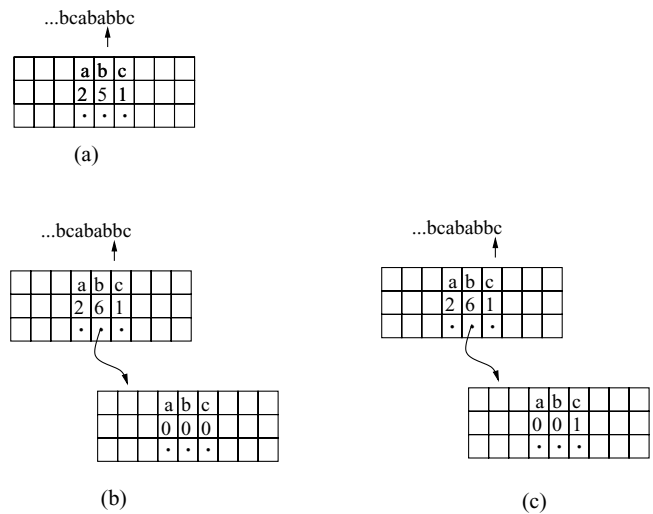 ...bcababbc
a b c
2 5 1
. . .
(a)
...bcababbc
a b c
2 6 1
. . .
a b c
0 0 0
. . .
(b)
...bcababbc
a b c
2 6 1
. . .
a b c
0 0 1
. . .
(c)